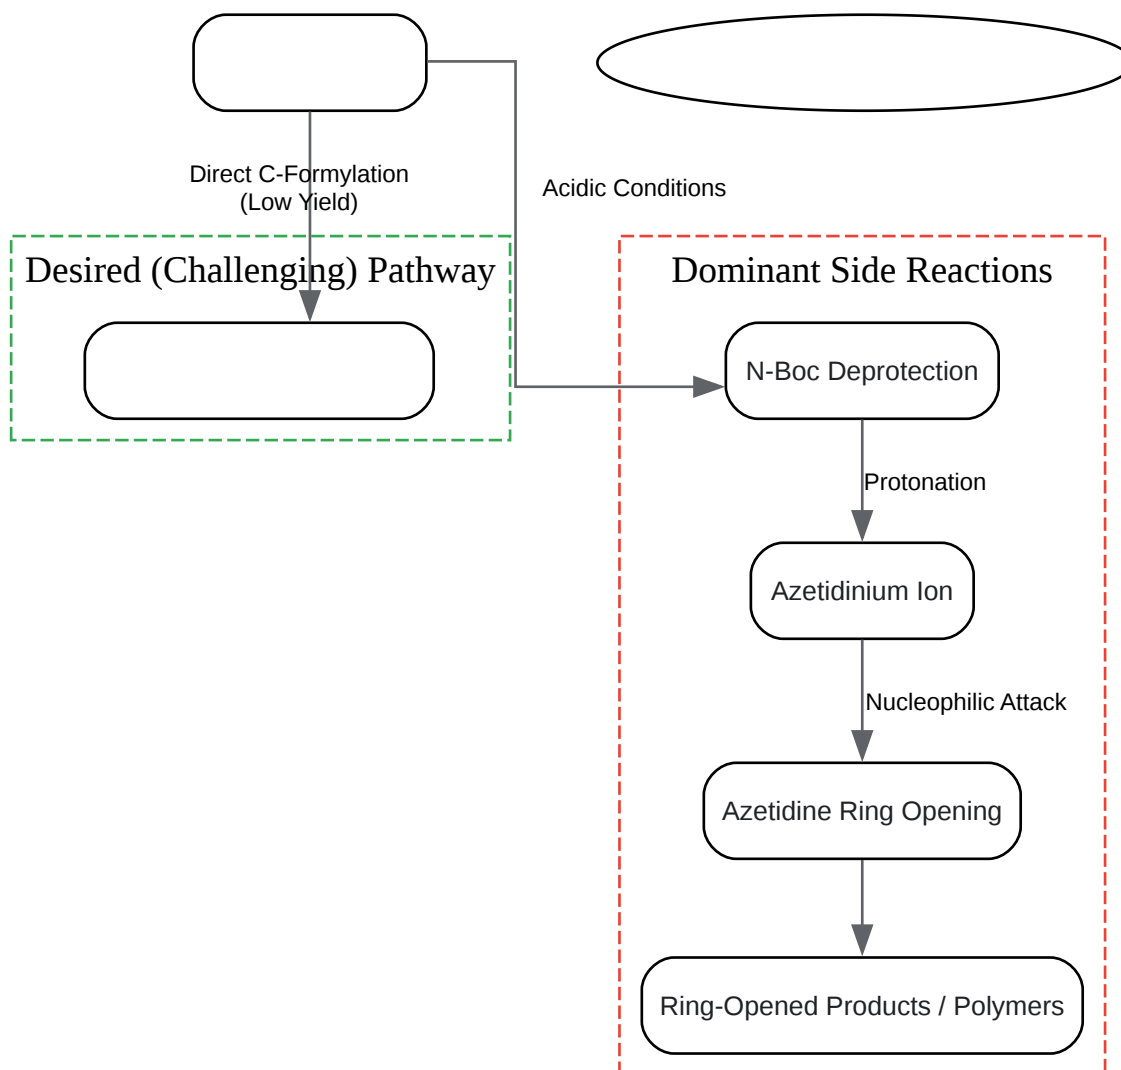 Direct C-Formylation
(Low Yield)
Acidic Conditions
Desired (Challenging) Pathway
Dominant Side Reactions
N-Boc Deprotection
Protonation
Azetidinium Ion
Nucleophilic Attack
Azetidine Ring Opening
Ring-Opened Products / Polymers